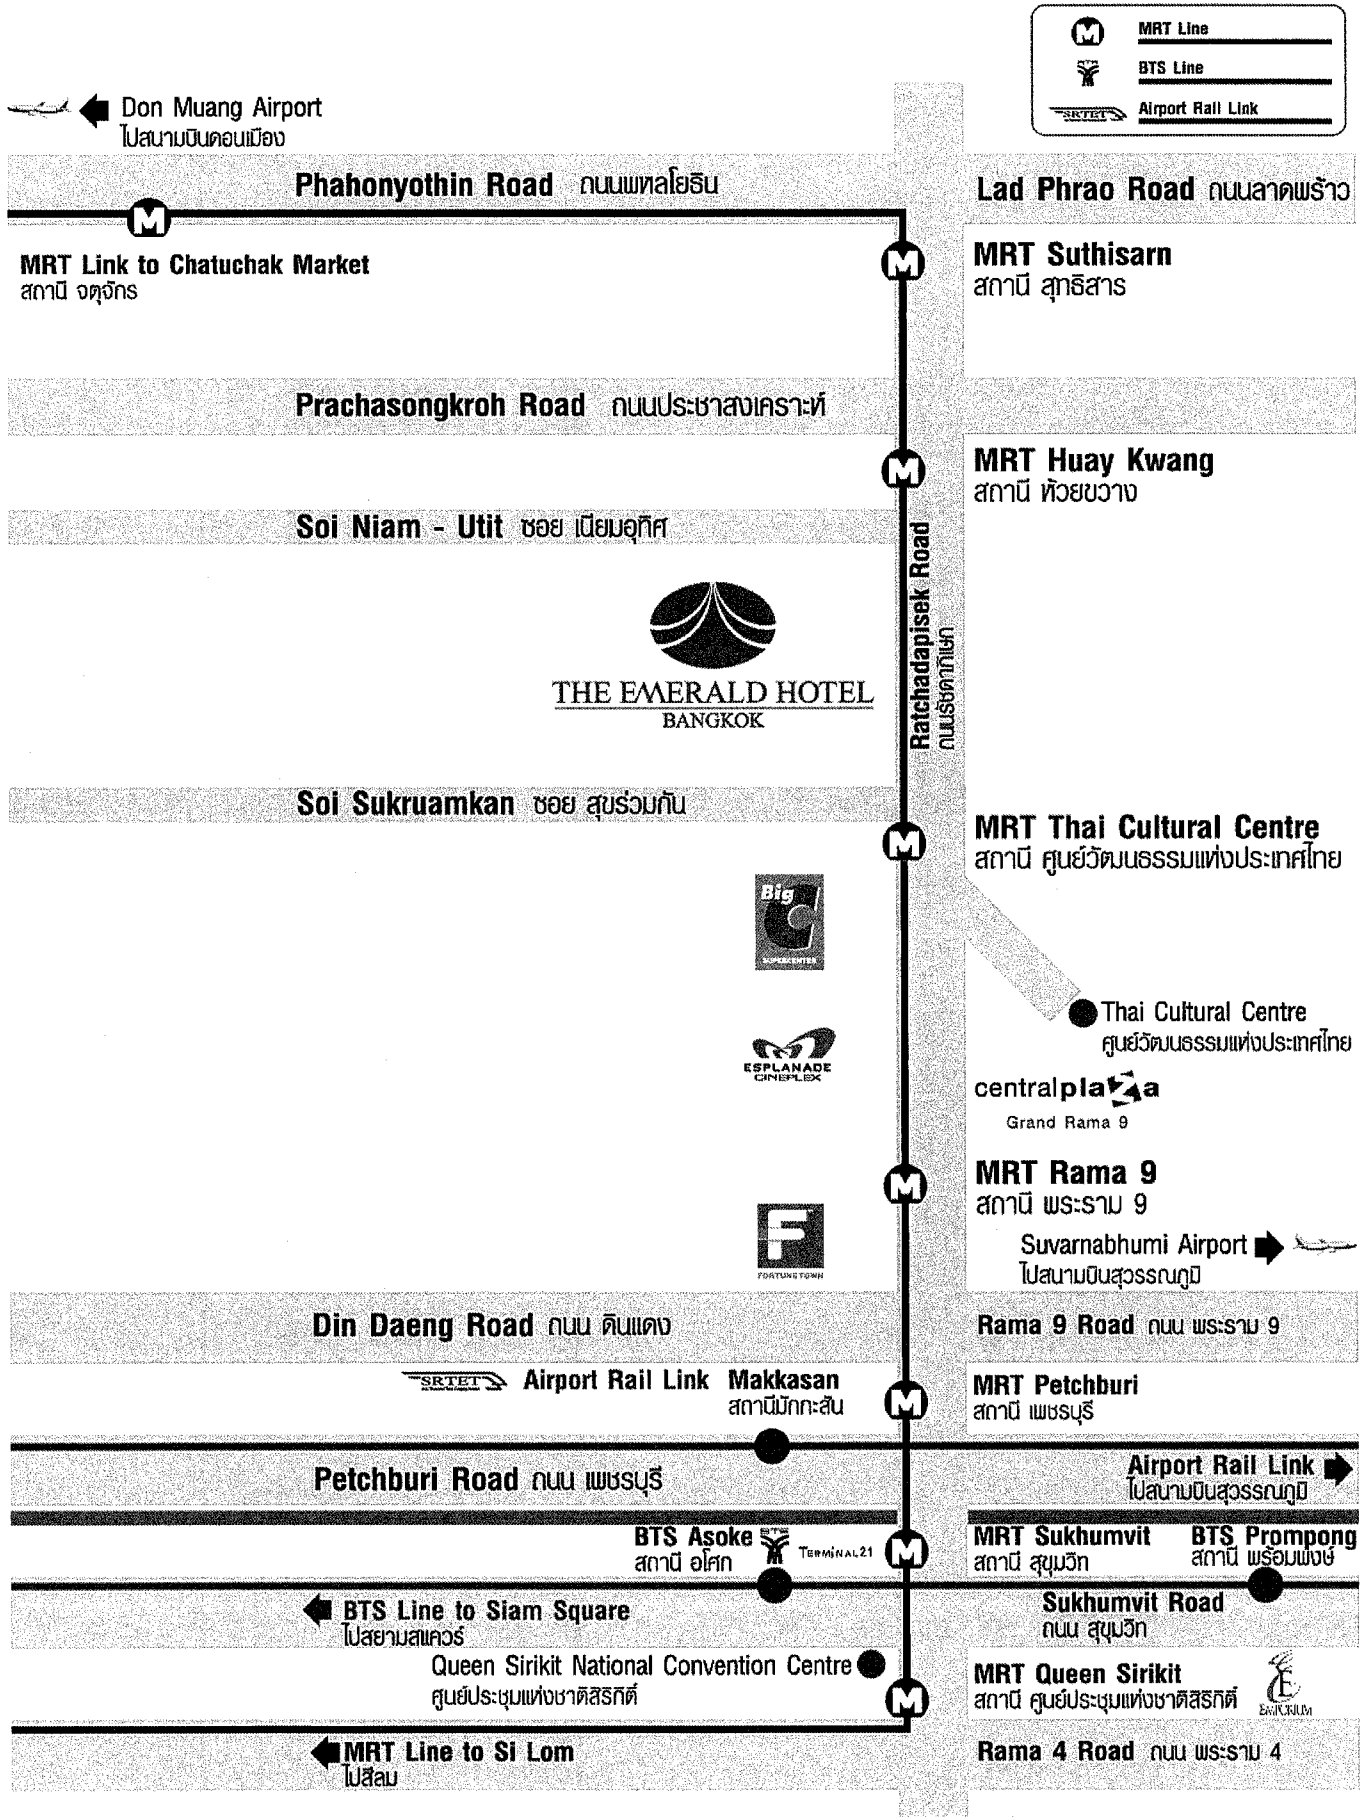 MRT Line
BTS Line
SRTET Airport Rail Link
Don Muang Airport
ไปสนามบินดอนเมือง
Phahonyothin Road ถนนพหลโยธิน
Lad Phrao Road ถนนลาดพร้าว
M
MRT Link to Chatuchak Market
สถานี จตุจักร
M
MRT Suthisarn
สถานี สุทธิสาร
Prachasongkroh Road ถนนประชาสงเคราะห์
M
MRT Huay Kwang
สถานี ห้วยขวาง
Soi Niam - Utit ซอย เนียมอุทิศ
Ratchadapisek Road
ถนนรัชดาภิเษก
THE EMERALD HOTEL
BANGKOK
Soi Sukruamkan ซอย สุขร่วมกัน
M
MRT Thai Cultural Centre
สถานี ศูนย์วัฒนธรรมแห่งประเทศไทย
Big C
SUPERCENTER
Thai Cultural Centre
ศูนย์วัฒนธรรมแห่งประเทศไทย
ESPLANADE
CINEPLEX
centralplaza
Grand Rama 9
M
MRT Rama 9
สถานี พระราม 9
F
FORTUNE TOWN
Suvarnabhumi Airport
ไปสนามบินสุวรรณภูมิ
Din Daeng Road ถนน ดินแดง
Rama 9 Road ถนน พระราม 9
SRTET Airport Rail Link Makkasan
สถานีมักกะสัน
M
MRT Petchburi
สถานี เพชรบุรี
Petchburi Road ถนน เพชรบุรี
Airport Rail Link
ไปสนามบินสุวรรณภูมิ
BTS Asoke
สถานี อโศก
BTS
TERMINAL21
M
MRT Sukhumvit
สถานี สุขุมวิท
BTS Prompong
สถานี พร้อมพงษ์
BTS Line to Siam Square
ไปสยามสแควร์
Sukhumvit Road
ถนน สุขุมวิท
Queen Sirikit National Convention Centre
ศูนย์ประชุมแห่งชาติสิริกิติ์
M
MRT Queen Sirikit
สถานี ศูนย์ประชุมแห่งชาติสิริกิติ์
E
EMPORIUM
MRT Line to Si Lom
ไปสีลม
Rama 4 Road ถนน พระราม 4